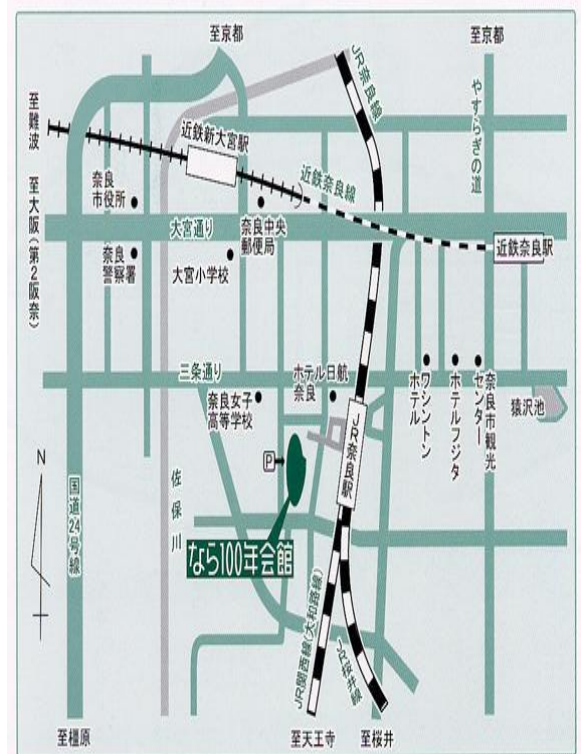 至京都
至京都
JR奈良線
やすらぎの道
至難波
近鉄新大宮駅
近鉄奈良線
奈良
市役所
至大阪(第2阪奈)
大宮通り
奈良中央
郵便局
近鉄奈良駅
奈良
警察署
大宮小学校
三条通り
ホテル日航
奈良
奈良女子
高等学校
JR奈良駅
ワシントン
ホテル
ホテルフジタ
奈良市観光
センター
猿沢池
N
P
国道24号線
佐保川
なら100年会館
JR関西線(大和路線)
JR桜井線
至橿原
至天王寺
至桜井